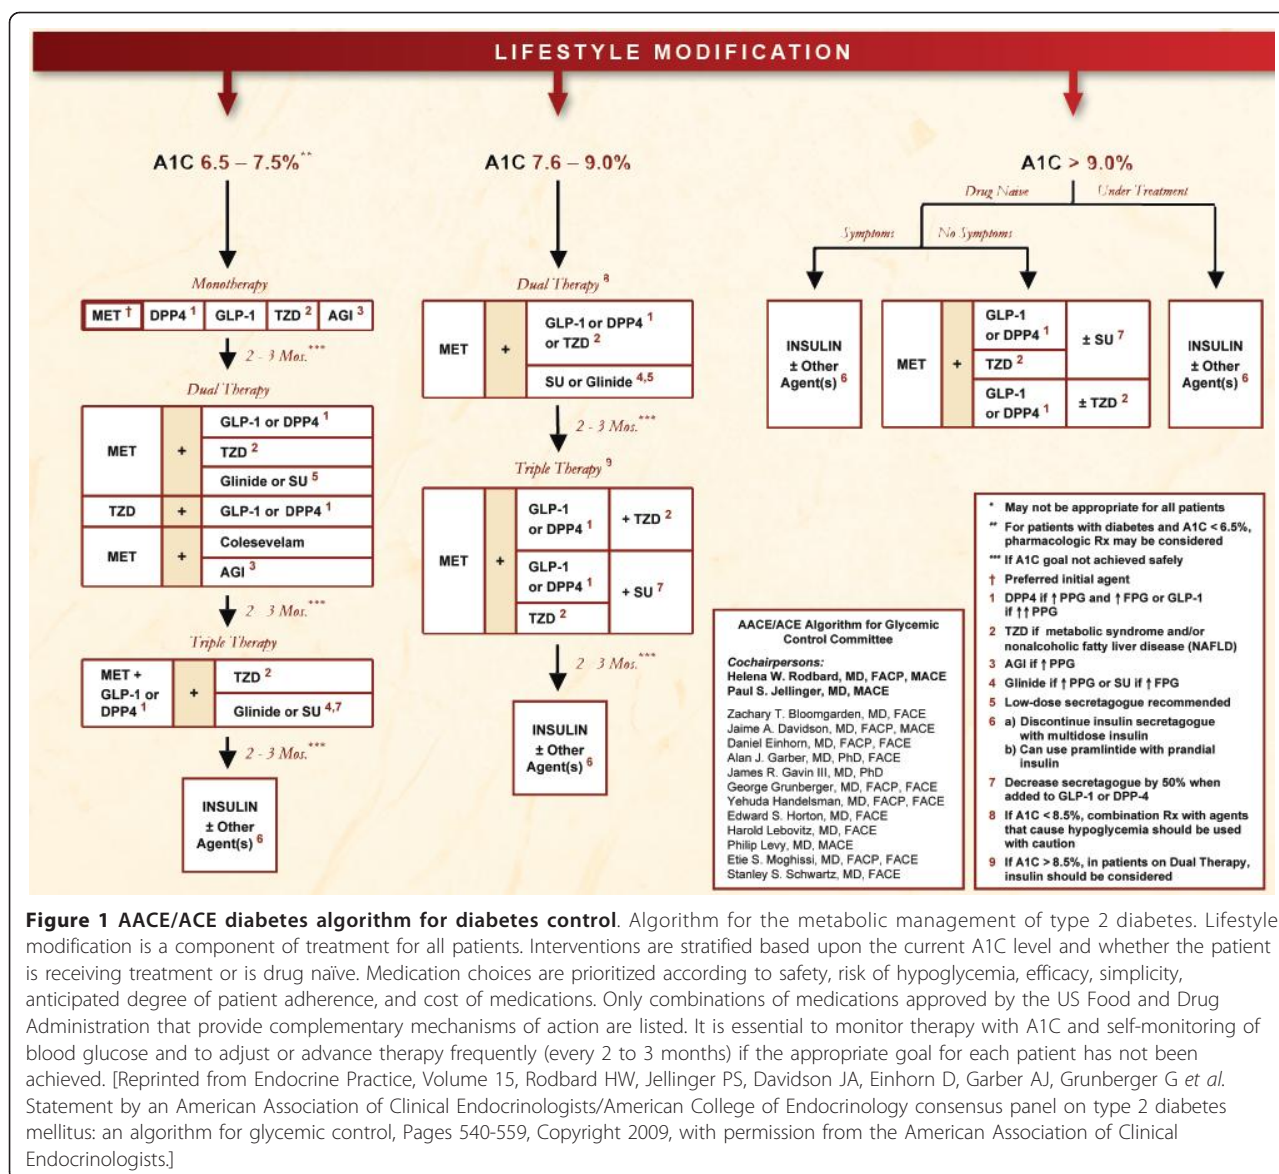 LIFESTYLE MODIFICATION
A1C 6.5 – 7.5%**
Monotherapy
MET † DPP4 1 GLP-1 TZD 2 AGI 3
2 - 3 Mos.***
Dual Therapy
MET + GLP-1 or DPP4 1
TZD 2
Glinide or SU 5
TZD + GLP-1 or DPP4 1
MET + Colesevelam
AGI 3
2 - 3 Mos.***
Triple Therapy
MET +
GLP-1 or
DPP4 1
+
TZD 2
Glinide or SU 4,7
2 - 3 Mos.***
INSULIN
± Other
Agent(s) 6
A1C 7.6 – 9.0%
Dual Therapy 8
MET +
GLP-1 or DPP4 1
or TZD 2
SU or Glinide 4,5
2 - 3 Mos.***
Triple Therapy 9
MET +
GLP-1
or DPP4 1
+ TZD 2
GLP-1
or DPP4 1
TZD 2
+ SU 7
2 - 3 Mos.***
INSULIN
± Other
Agent(s) 6
A1C > 9.0%
Drug Naive Under Treatment
Symptoms No Symptoms
INSULIN
± Other
Agent(s) 6
MET +
GLP-1
or DPP4 1
TZD 2
± SU 7
GLP-1
or DPP4 1
± TZD 2
INSULIN
± Other
Agent(s) 6
AACE/ACE Algorithm for Glycemic
Control Committee
Cochairpersons:
Helena W. Rodbard, MD, FACP, MACE
Paul S. Jellinger, MD, MACE
Zachary T. Bloomgarden, MD, FACE
Jaime A. Davidson, MD, FACP, MACE
Daniel Einhorn, MD, FACP, FACE
Alan J. Garber, MD, PhD, FACE
James R. Gavin III, MD, PhD
George Grunberger, MD, FACP, FACE
Yehuda Handelsman, MD, FACP, FACE
Edward S. Horton, MD, FACE
Harold Lebovitz, MD, FACE
Philip Levy, MD, MACE
Etie S. Moghissi, MD, FACP, FACE
Stanley S. Schwartz, MD, FACE
* May not be appropriate for all patients
** For patients with diabetes and A1C < 6.5%,
pharmacologic Rx may be considered
*** If A1C goal not achieved safely
† Preferred initial agent
1 DPP4 if ↑ PPG and ↑ FPG or GLP-1
if ↑↑ PPG
2 TZD if metabolic syndrome and/or
nonalcoholic fatty liver disease (NAFLD)
3 AGI if ↑ PPG
4 Glinide if ↑ PPG or SU if ↑ FPG
5 Low-dose secretagogue recommended
6 a) Discontinue insulin secretagogue
with multidose insulin
b) Can use pramlintide with prandial
insulin
7 Decrease secretagogue by 50% when
added to GLP-1 or DPP-4
8 If A1C < 8.5%, combination Rx with agents
that cause hypoglycemia should be used
with caution
9 If A1C > 8.5%, in patients on Dual Therapy,
insulin should be considered
Figure 1 AACE/ACE diabetes algorithm for diabetes control. Algorithm for the metabolic management of type 2 diabetes. Lifestyle
modification is a component of treatment for all patients. Interventions are stratified based upon the current A1C level and whether the patient
is receiving treatment or is drug naïve. Medication choices are prioritized according to safety, risk of hypoglycemia, efficacy, simplicity,
anticipated degree of patient adherence, and cost of medications. Only combinations of medications approved by the US Food and Drug
Administration that provide complementary mechanisms of action are listed. It is essential to monitor therapy with A1C and self-monitoring of
blood glucose and to adjust or advance therapy frequently (every 2 to 3 months) if the appropriate goal for each patient has not been
achieved. [Reprinted from Endocrine Practice, Volume 15, Rodbard HW, Jellinger PS, Davidson JA, Einhorn D, Garber AJ, Grunberger G et al.
Statement by an American Association of Clinical Endocrinologists/American College of Endocrinology consensus panel on type 2 diabetes
mellitus: an algorithm for glycemic control, Pages 540-559, Copyright 2009, with permission from the American Association of Clinical
Endocrinologists.]